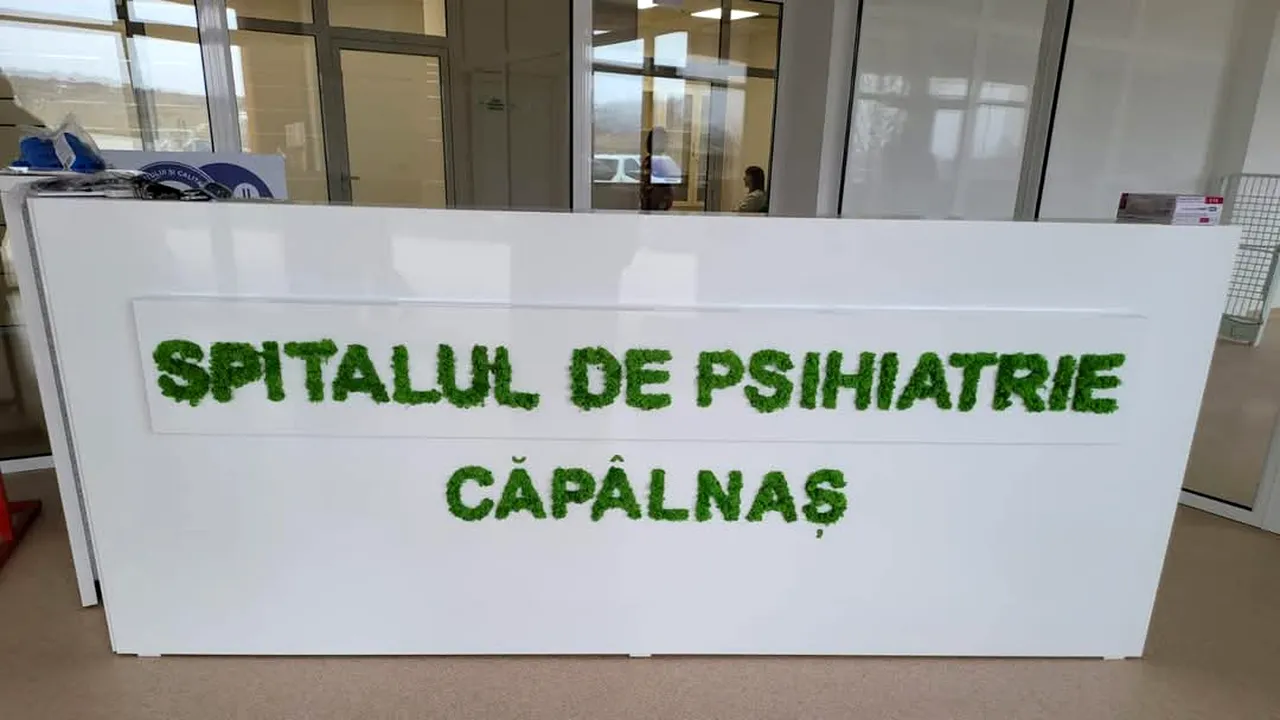 SPITALUL DE PSIHIATRIE
CĂPÂLNAȘ